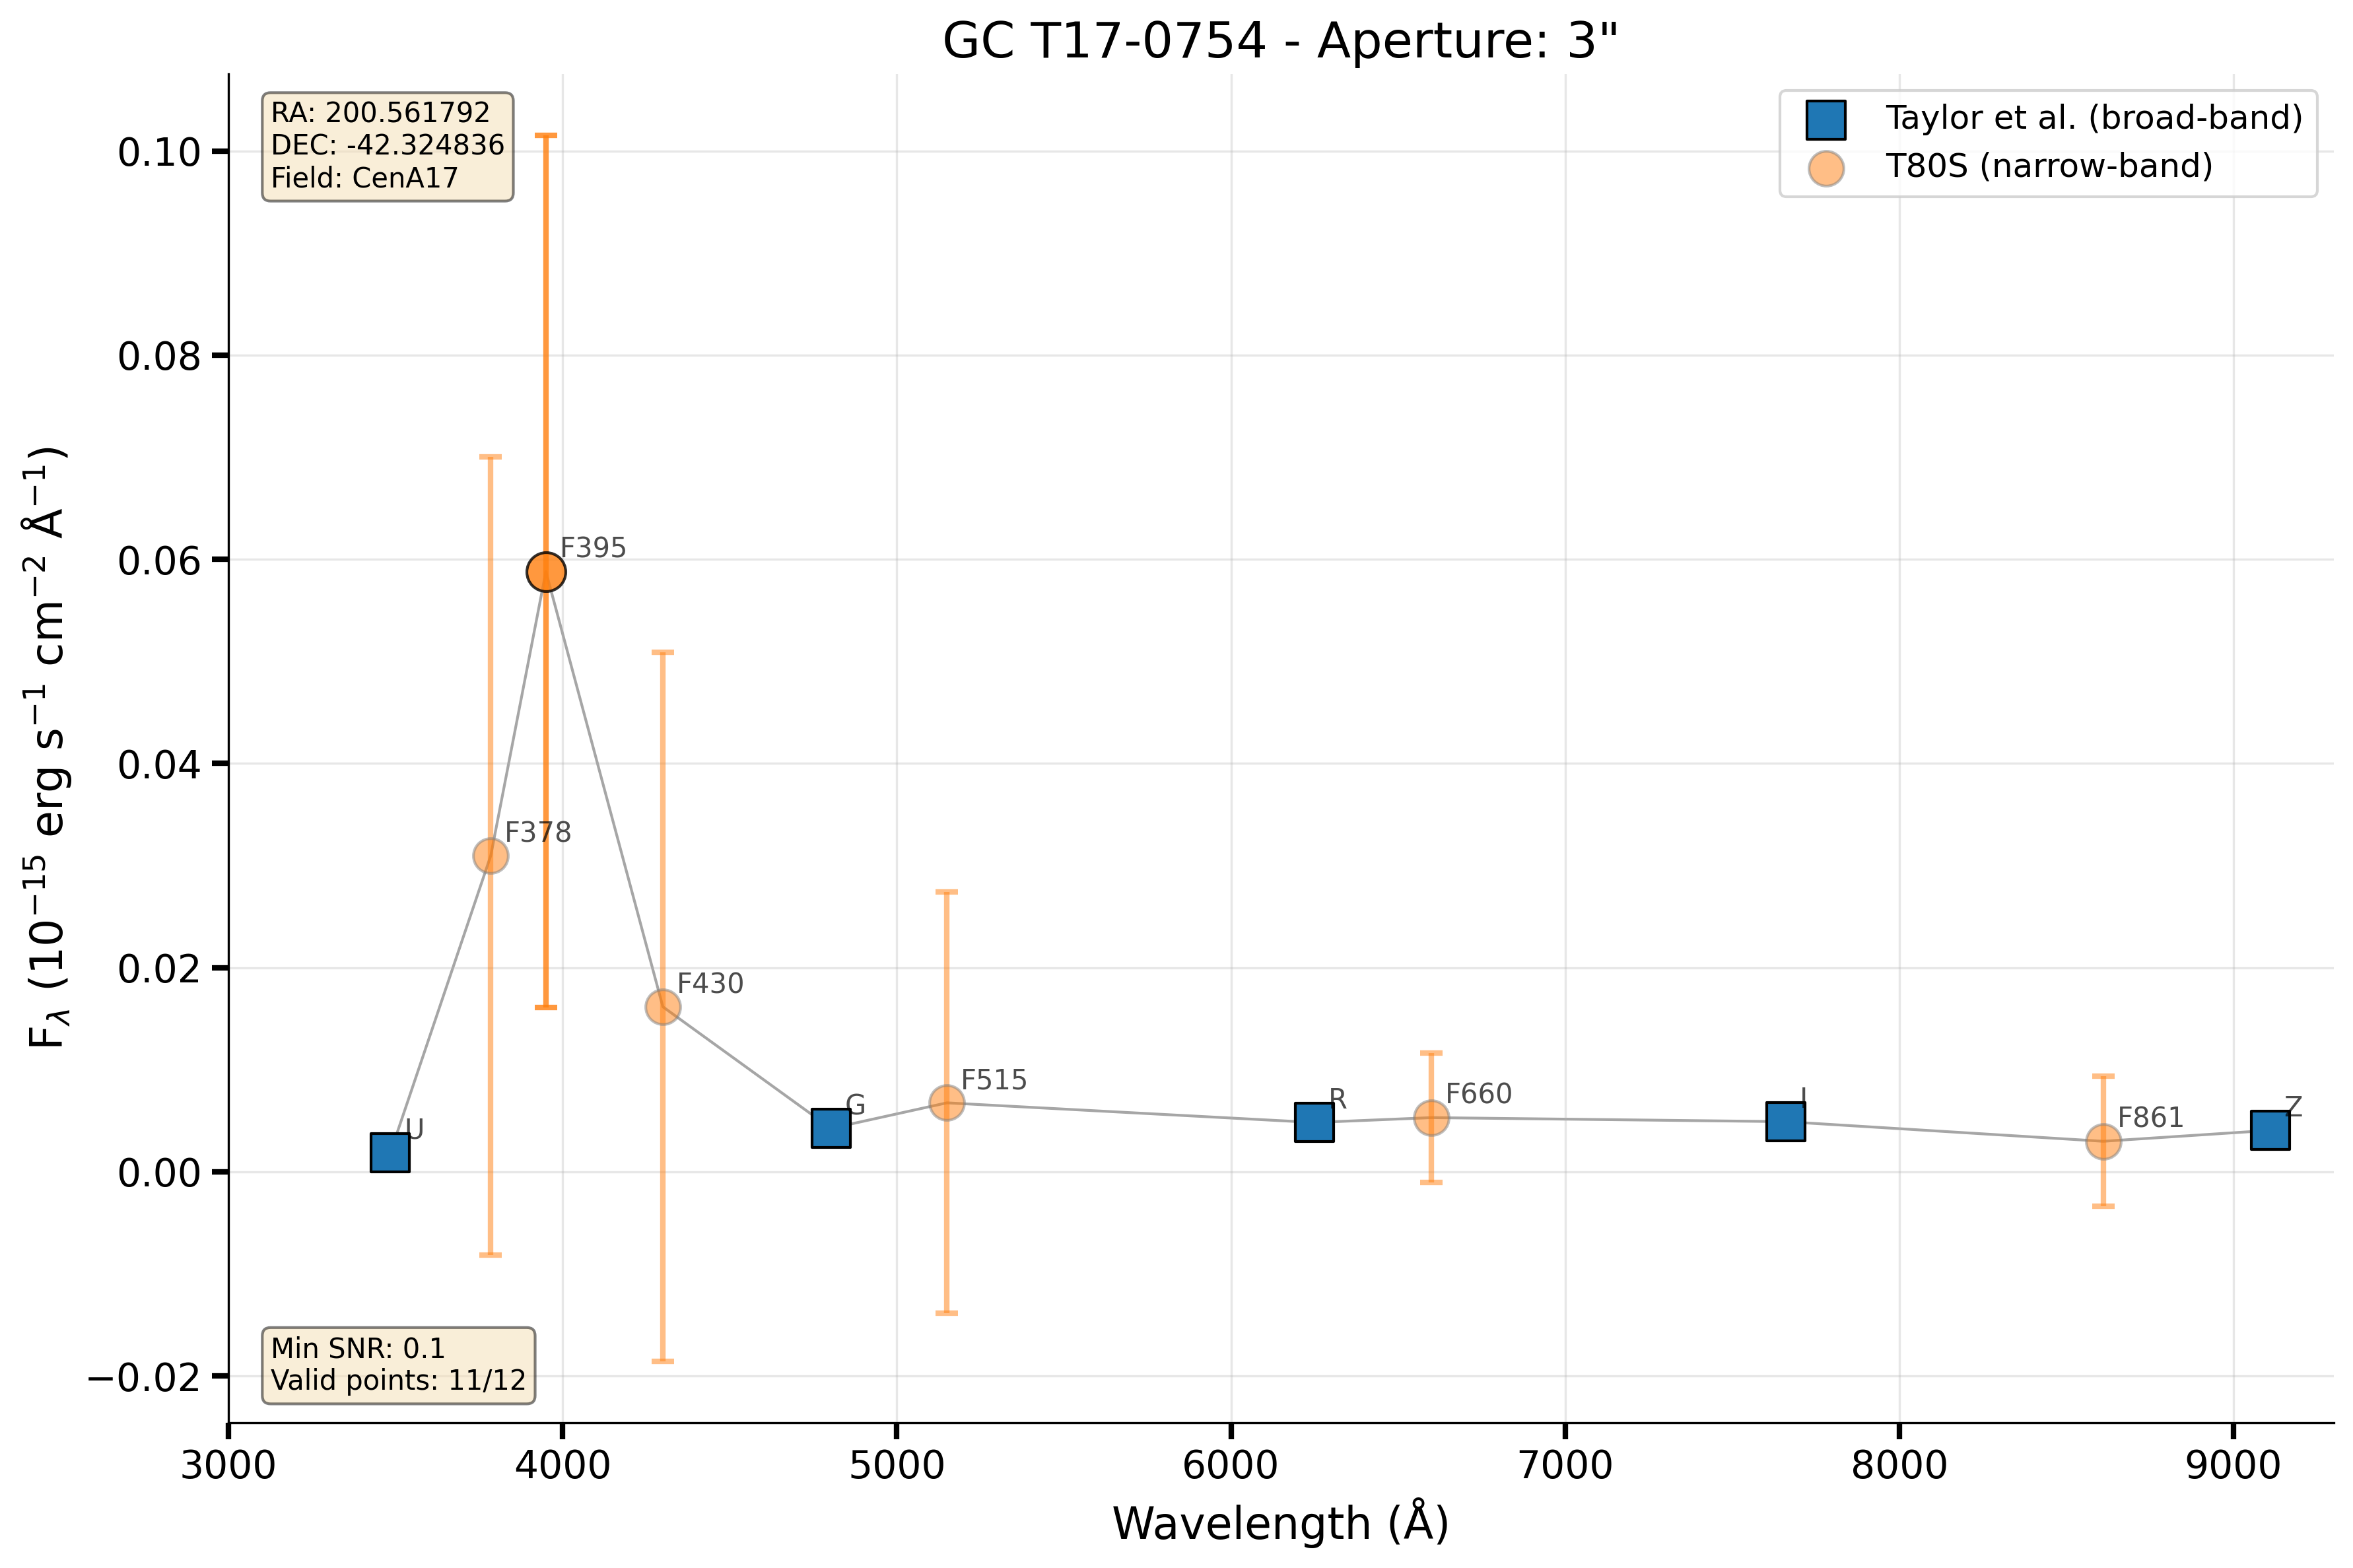 GC T17-0754 - Aperture: 3"
RA: 200.561792
DEC: -42.324836
Field: CenA17
Taylor et al. (broad-band)
T80S (narrow-band)
0.10
0.08
0.06
0.04
0.02
0.00
−0.02
F_λ (10⁻¹⁵ erg s⁻¹ cm⁻² Å⁻¹)
F395
F378
F430
F515
F660
F861
U
G
R
I
Z
Min SNR: 0.1
Valid points: 11/12
3000 4000 5000 6000 7000 8000 9000
Wavelength (Å)